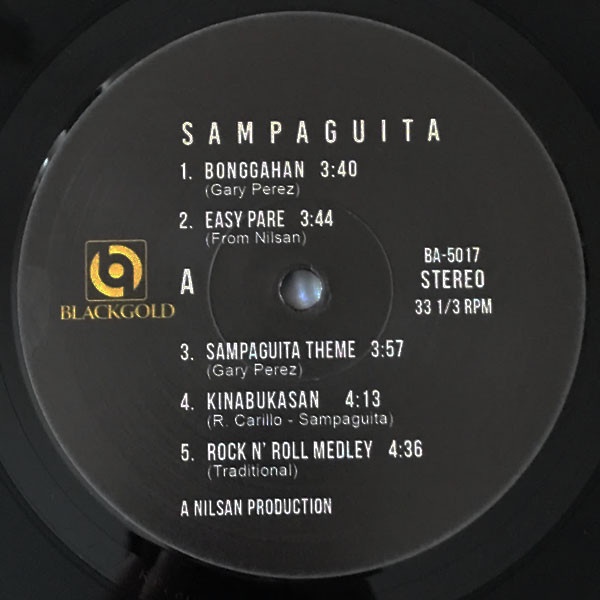 SAMPAGUITA
1. BONGGAHAN 3:40
(Gary Perez)
2. EASY PARE 3:44
(From Nilsan)
A
BLACKGOLD
BA-5017
STEREO
33 1/3 RPM
3. SAMPAGUITA THEME 3:57
(Gary Perez)
4. KINABUKASAN 4:13
(R. Carillo - Sampaguita)
5. ROCK N' ROLL MEDLEY 4:36
(Traditional)
A NILSAN PRODUCTION